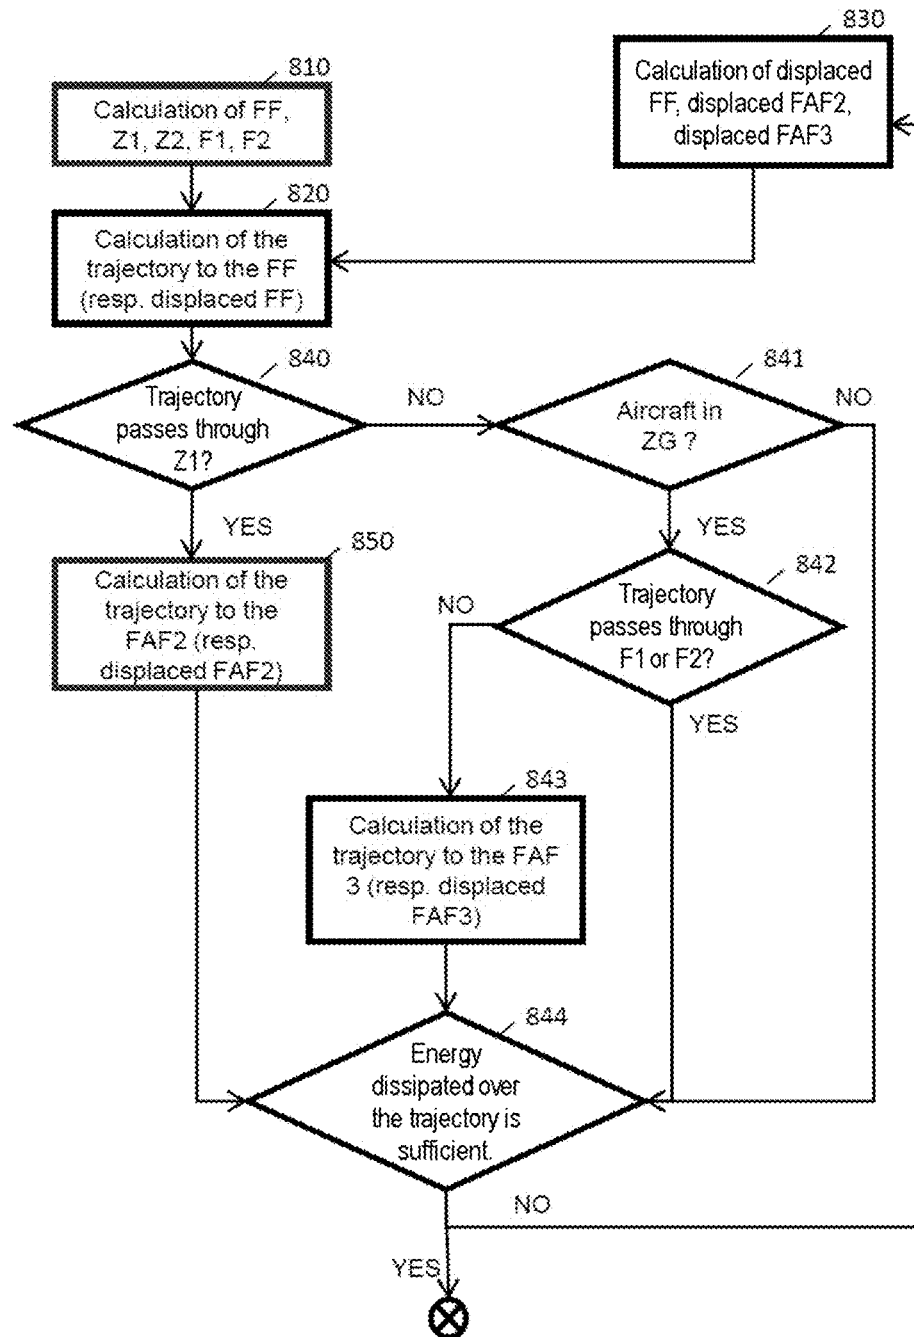 830
Calculation of displaced
FF, displaced FAF2,
displaced FAF3
810
Calculation of FF,
Z1, Z2, F1, F2
820
Calculation of the
trajectory to the FF
(resp. displaced FF)
840
Trajectory
passes through
Z1?
NO
841
Aircraft in
ZG ?
NO
YES
YES
850
Calculation of the
trajectory to the
FAF2 (resp.
displaced FAF2)
842
Trajectory
passes through
F1 or F2?
NO
YES
843
Calculation of the
trajectory to the FAF
3 (resp. displaced
FAF3)
844
Energy
dissipated over
the trajectory is
sufficient.
NO
YES